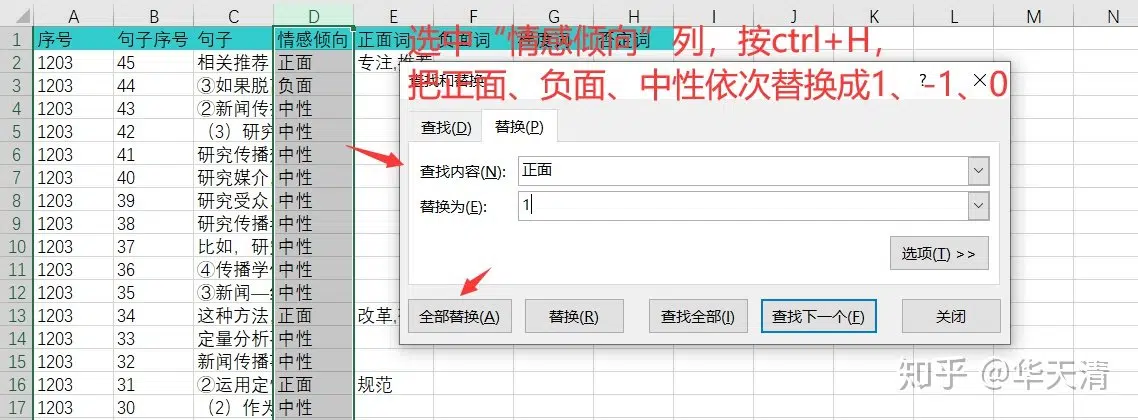 A B C D E F G H I J K L M N
1 序号 句子序号 句子 情感倾向 正面词 负面词 程度词 否定词
选中“情感倾向”列，按ctrl+H，
2 1203 45 相关推荐 正面 专注,推荐
查找和替换 ? ×
把正面、负面、中性依次替换成1、-1、0
3 1203 44 ③如果脱 负面
4 1203 43 ②新闻传 中性
查找(D) 替换(P)
5 1203 42 （3）研究 中性
6 1203 41 研究传播 中性
查找内容(N): 正面
7 1203 40 研究媒介, 中性
8 1203 39 研究受众, 中性
替换为(E): 1
9 1203 38 研究传播 中性
10 1203 37 比如，研究 中性
选项(T) >>
11 1203 36 ④传播学 中性
12 1203 35 ③新闻— 中性
13 1203 34 这种方法, 正面 改革,
全部替换(A) 替换(R) 查找全部(I) 查找下一个(F) 关闭
14 1203 33 定量分析 中性
15 1203 32 新闻传播 中性
16 1203 31 ②运用定 正面 规范
知乎 @华天清
17 1203 30 （2）作为 中性